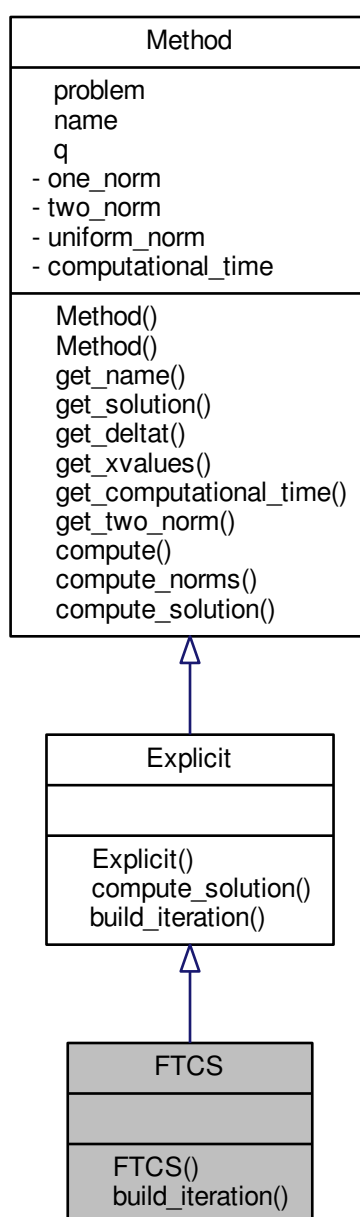 Method
problem
name
q
- one_norm
- two_norm
- uniform_norm
- computational_time
Method()
Method()
get_name()
get_solution()
get_deltat()
get_xvalues()
get_computational_time()
get_two_norm()
compute()
compute_norms()
compute_solution()
Explicit
Explicit()
compute_solution()
build_iteration()
FTCS
FTCS()
build_iteration()